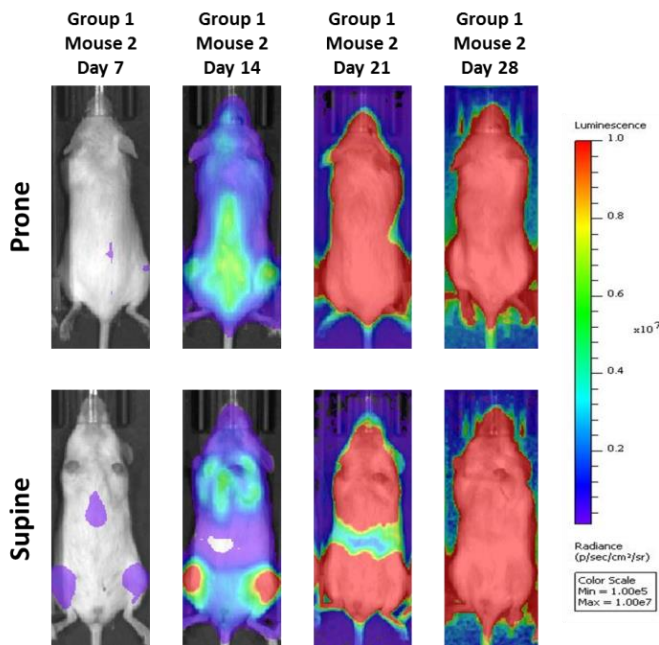 Group 1
Mouse 2
Day 7
Group 1
Mouse 2
Day 14
Group 1
Mouse 2
Day 21
Group 1
Mouse 2
Day 28
Prone
Supine
Luminescence
1.0
0.8
0.6
x10⁷
0.4
0.2
Radiance
(p/sec/cm²/sr)
Color Scale
Min = 1.00e5
Max = 1.00e7